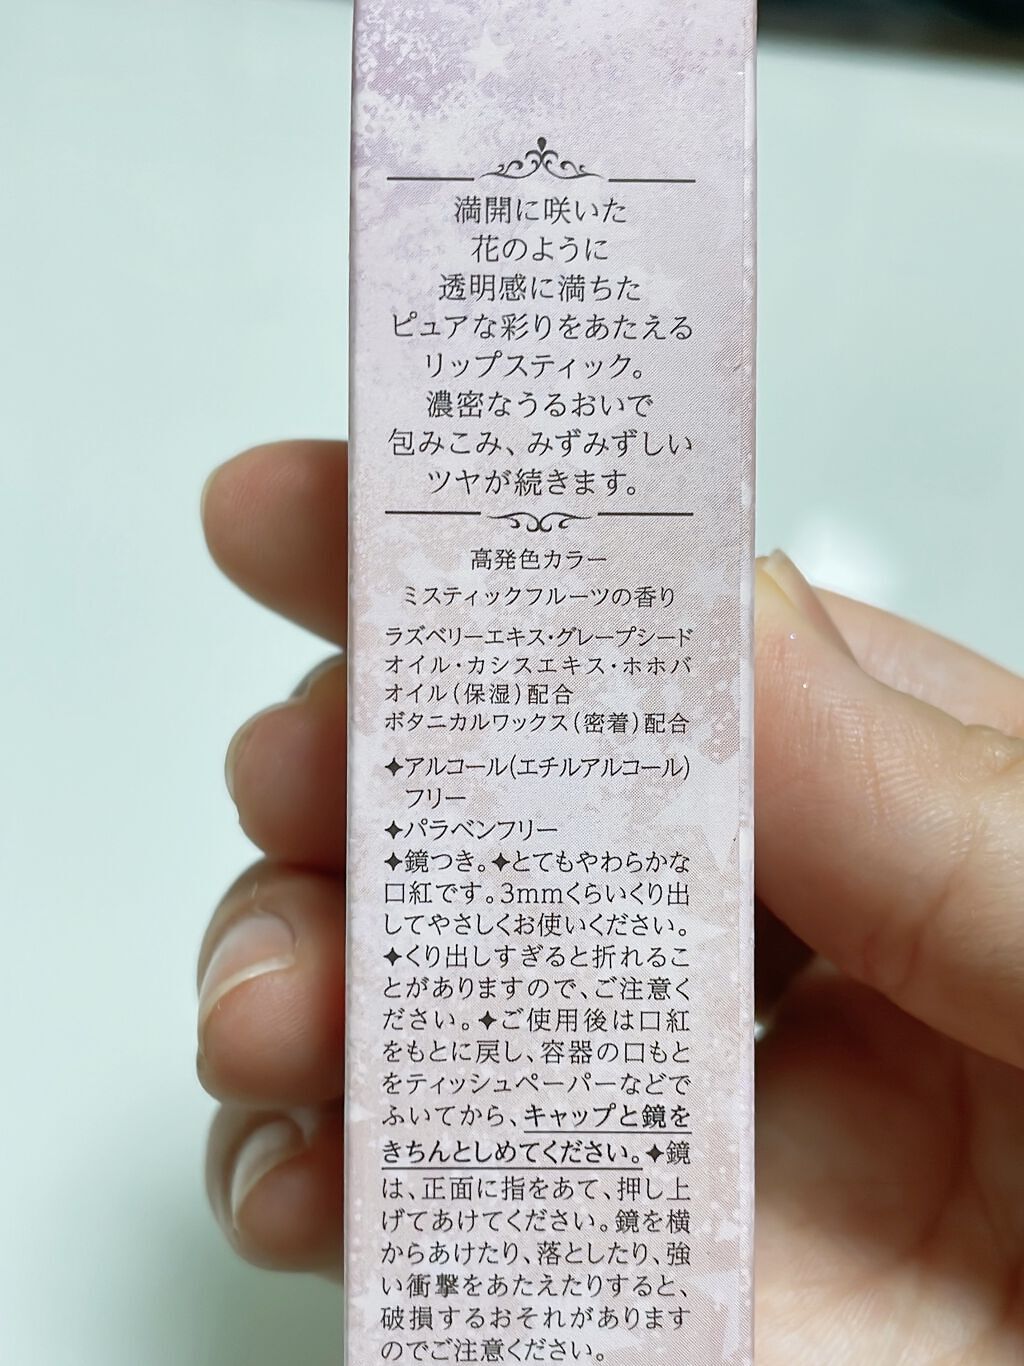 満開に咲いた
花のように
透明感に満ちた
ピュアな彩りをあたえる
リップスティック。
濃密なうるおいで
包みこみ、みずみずしい
ツヤが続きます。
高発色カラー
ミスティックフルーツの香り
ラズベリーエキス・グレープシード
オイル・カシスエキス・ホホバ
オイル(保湿)配合
ボタニカルワックス(密着)配合
✦アルコール(エチルアルコール)
フリー
✦パラベンフリー
✦鏡つき。✦とてもやわらかな
口紅です。3mmくらいくり出
してやさしくお使いください。
✦くり出しすぎると折れるこ
とがありますので、ご注意く
ださい。✦ご使用後は口紅
をもとに戻し、容器の口もと
をティッシュペーパーなどで
ふいてから、キャップと鏡を
きちんとしめてください。✦鏡
は、正面に指をあて、押し上
げてあけてください。鏡を横
からあけたり、落としたり、強
い衝撃をあたえたりすると、
破損するおそれがあります
のでご注意ください。